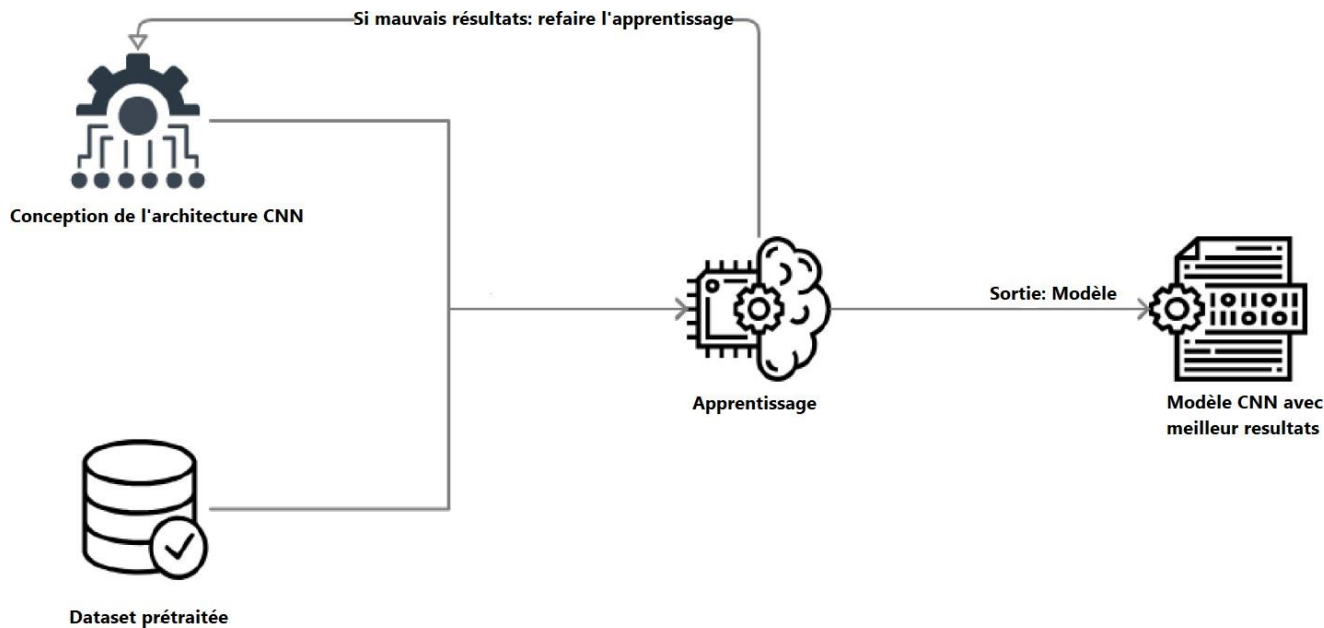 Si mauvais résultats: refaire l'apprentissage
Conception de l'architecture CNN
Sortie: Modèle
Apprentissage
Modèle CNN avec
meilleur resultats
Dataset prétraitée